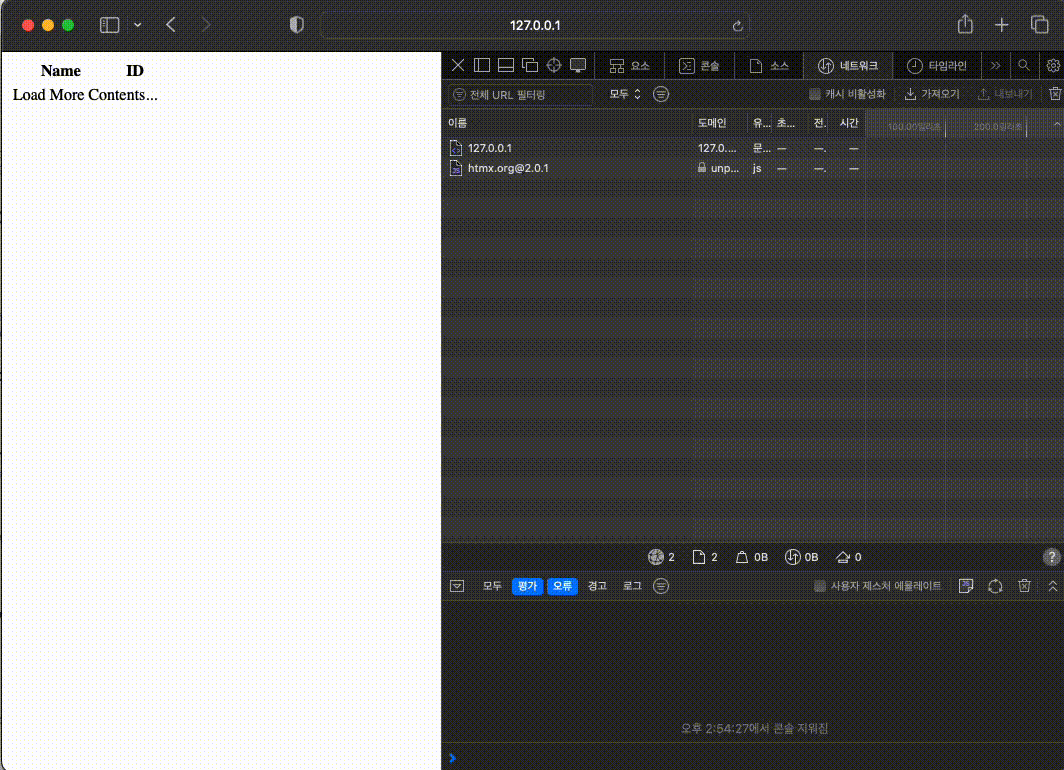 127.0.0.1
Name ID
Load More Contents...
요소 콘솔 소스 네트워크 타임라인
전체 URL 필터링 모두 캐시 비활성화 가져오기 내보내기
이름 도메인 유... 초... 전. 시간 100.00밀리초 200.0밀리초
127.0.0.1 127.0.... 문... — —. —
htmx.org@2.0.1 unp... js — —. —
2 2 0B 0B 0 ?
모두 평가 오류 경고 로그 사용자 제스처 에뮬레이트
오후 2:54:27에서 콘솔 지워짐